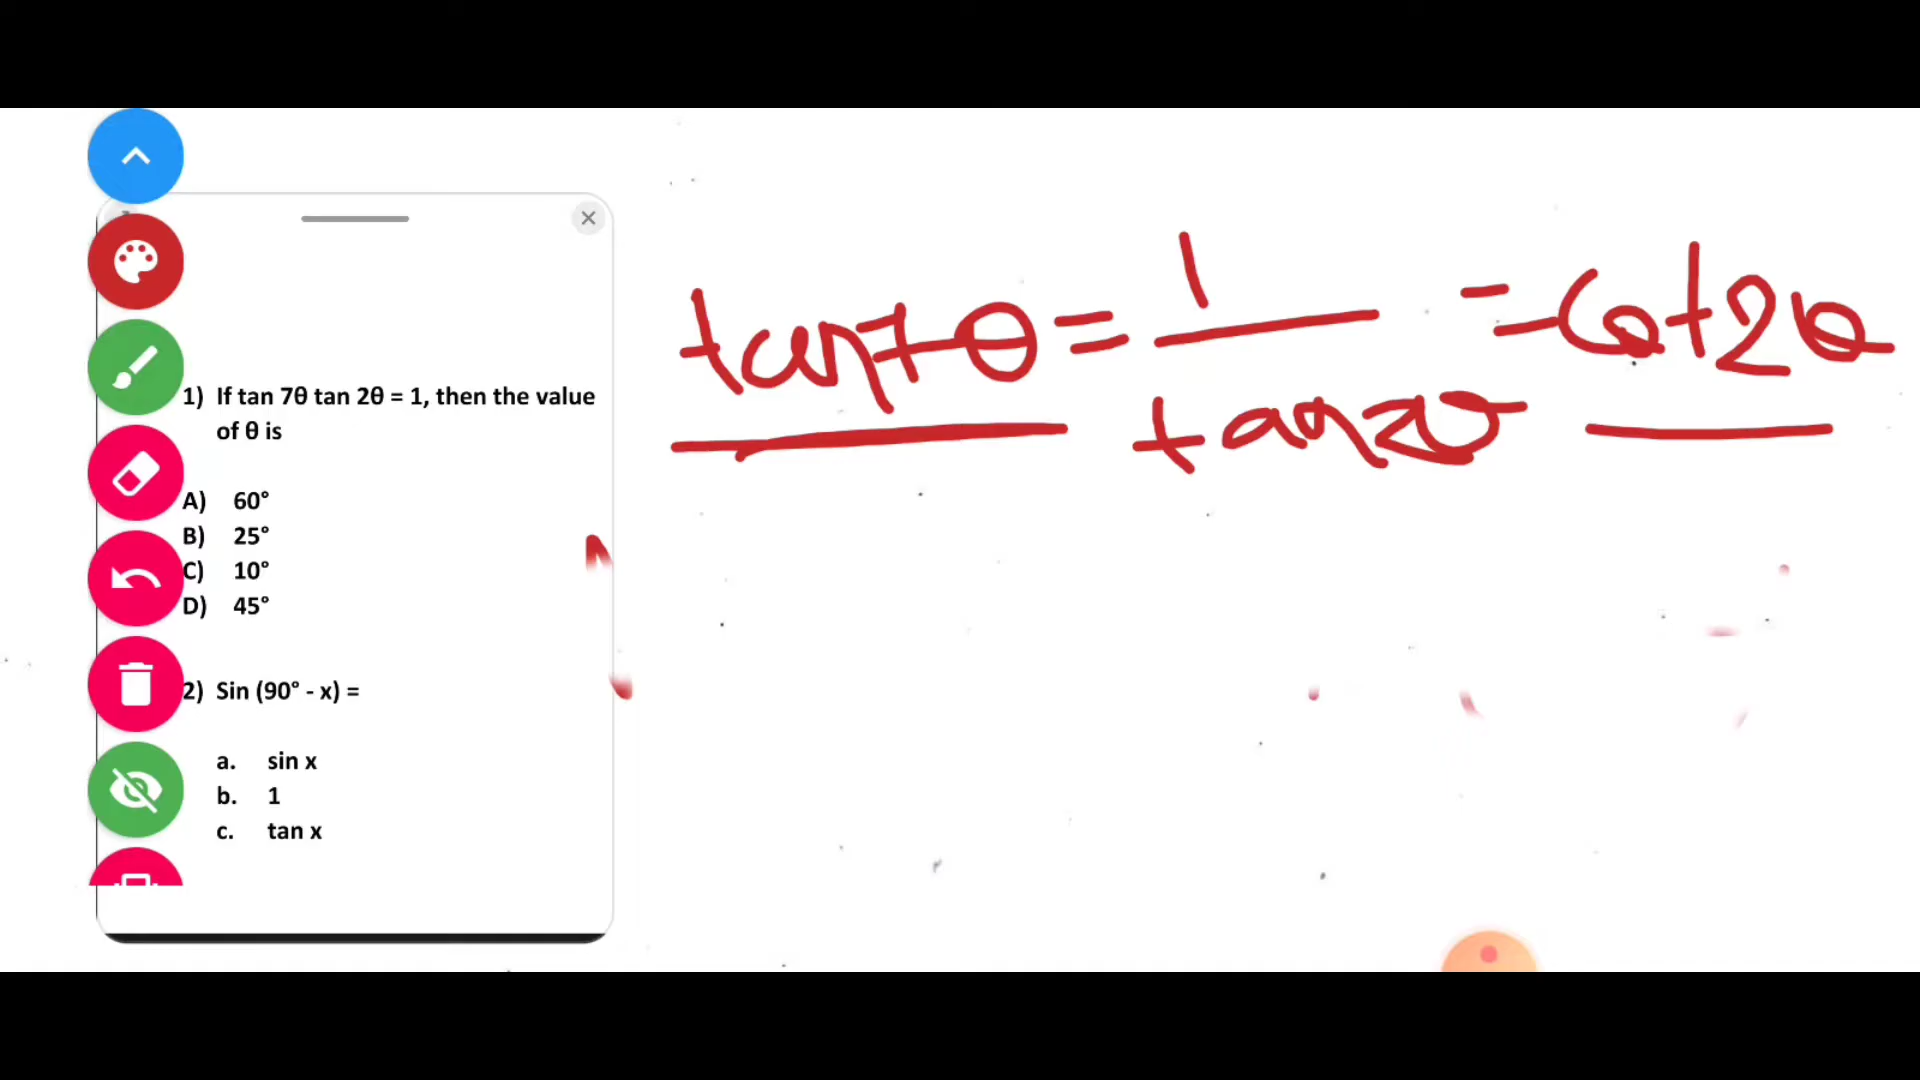 1) If tan 7θ tan 2θ = 1, then the value
of θ is
A) 60°
B) 25°
C) 10°
D) 45°
2) Sin (90° - x) =
a. sin x
b. 1
c. tan x
tan7θ = 1 / tan2θ = Cot2θ